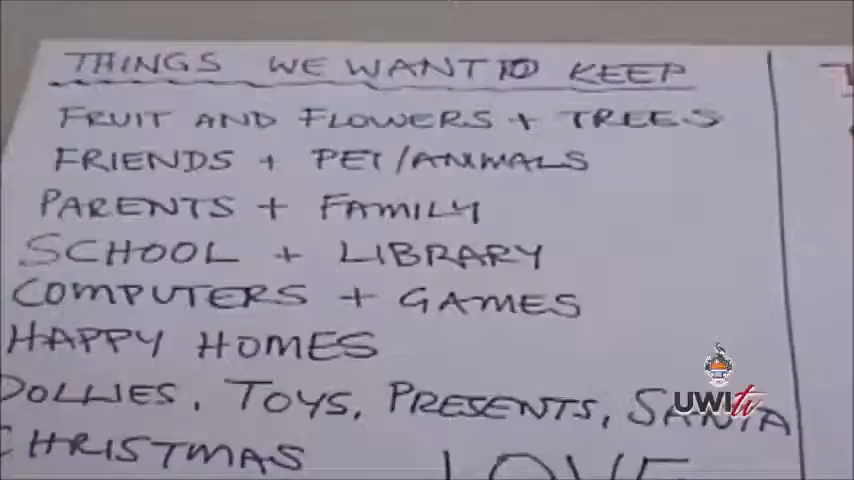 THINGS WE WANT TO KEEP
FRUIT AND FLOWERS + TREES
FRIENDS + PET/ANIMALS
PARENTS + FAMILY
SCHOOL + LIBRARY
COMPUTERS + GAMES
HAPPY HOMES
DOLLIES, TOYS, PRESENTS, SANTA
CHRISTMAS
LOVE
UWItv